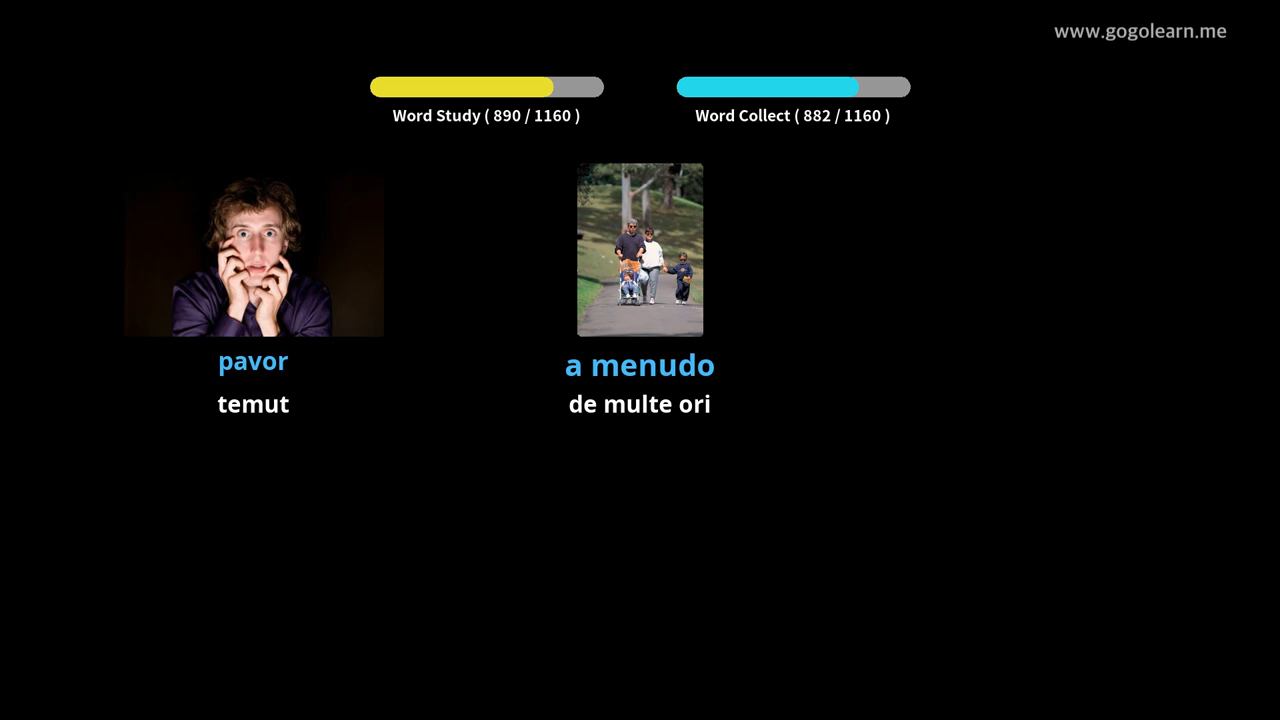 www.gogolearn.me
Word Study ( 890 / 1160 )
Word Collect ( 882 / 1160 )
pavor
temut
a menudo
de multe ori